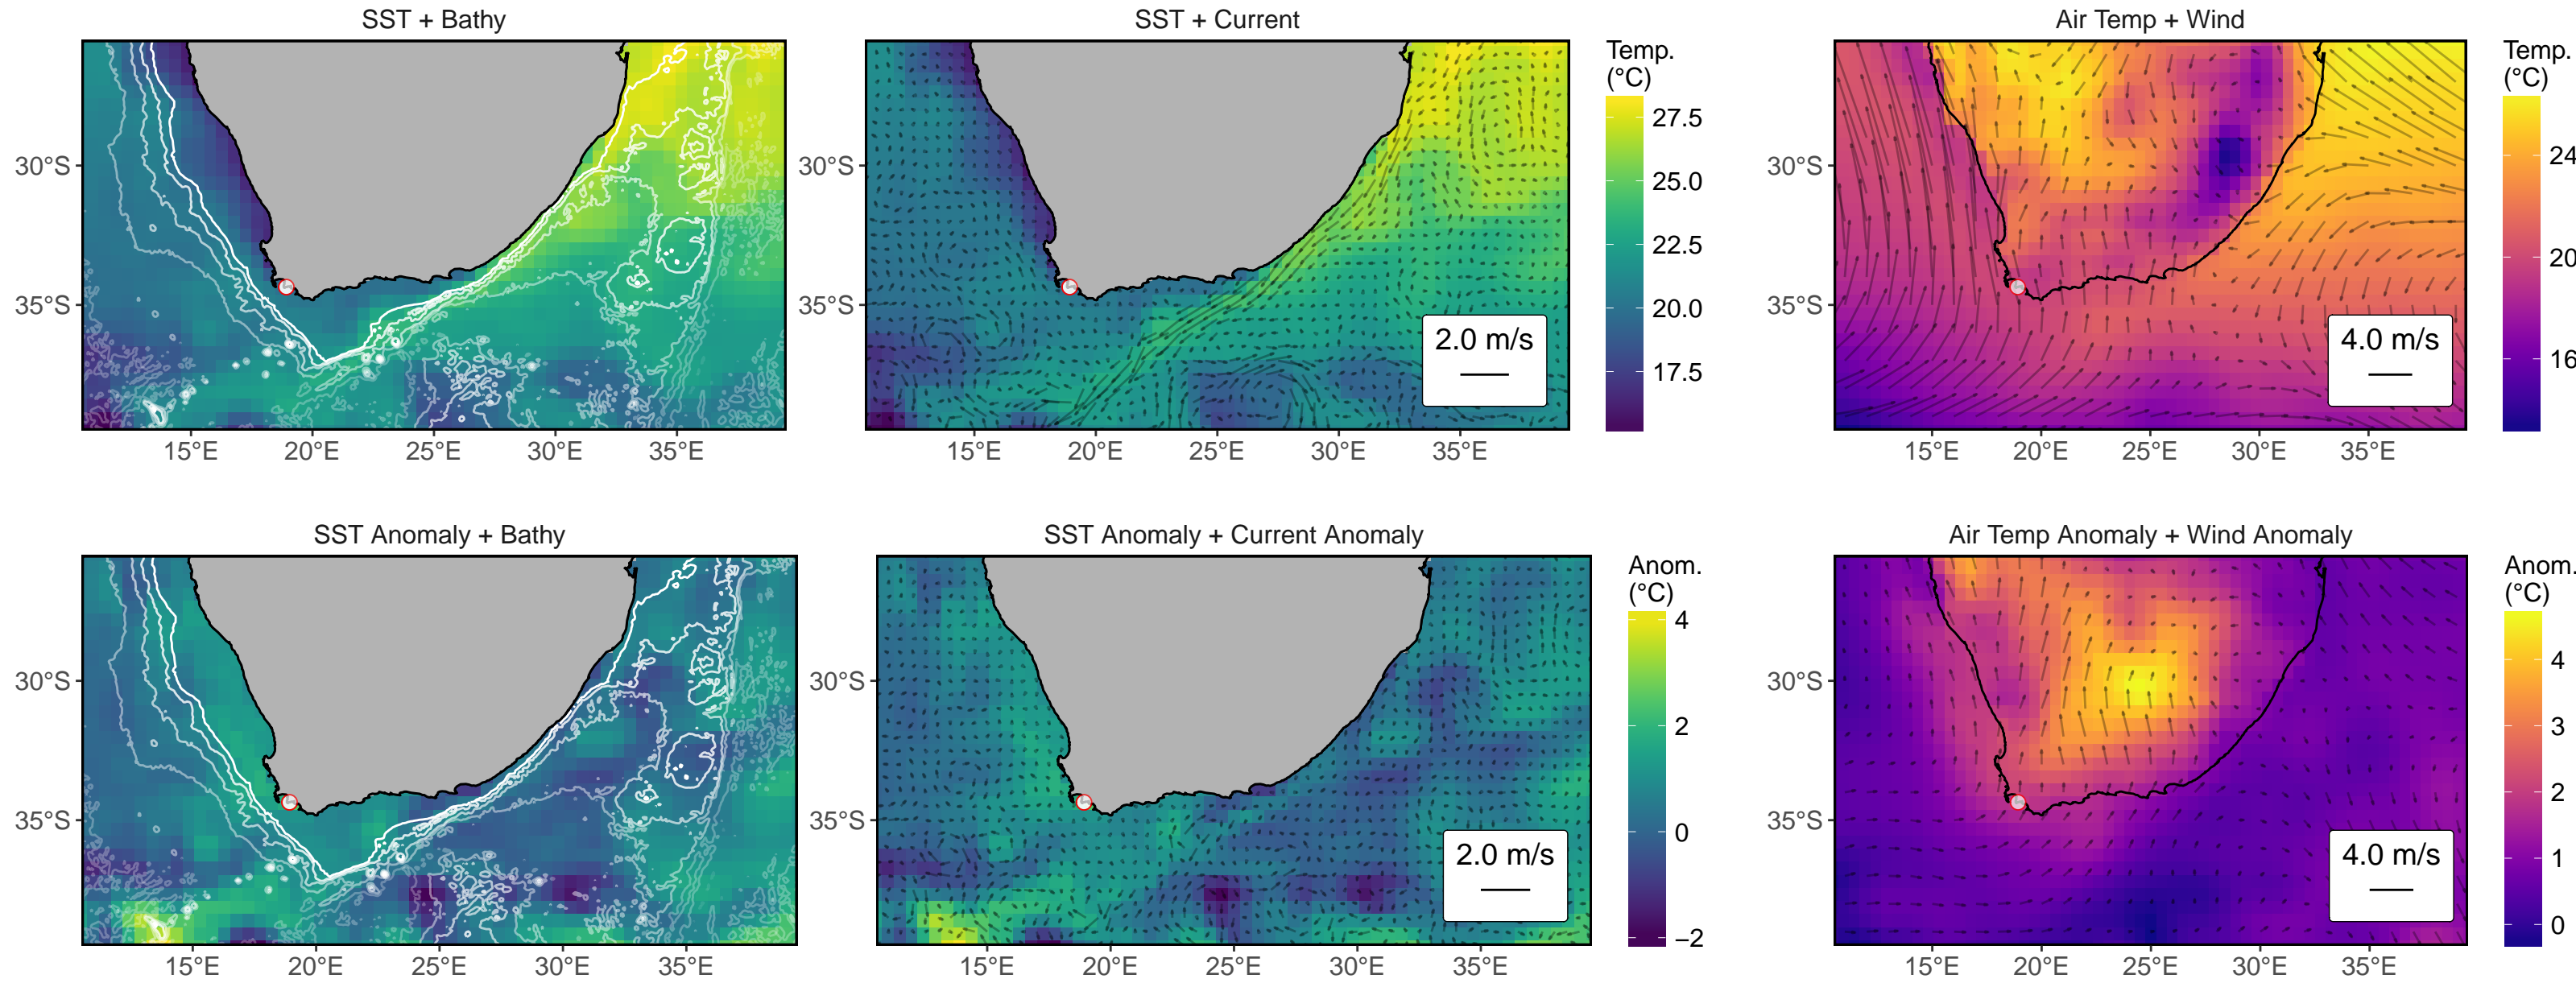 SST + Bathy
SST + Current
Air Temp + Wind
30°S
35°S
15°E 20°E 25°E 30°E 35°E
30°S
35°S
15°E 20°E 25°E 30°E 35°E
2.0 m/s
Temp.
(°C)
27.5
25.0
22.5
20.0
17.5
30°S
35°S
15°E 20°E 25°E 30°E 35°E
4.0 m/s
Temp.
(°C)
24
20
16
SST Anomaly + Bathy
SST Anomaly + Current Anomaly
Air Temp Anomaly + Wind Anomaly
30°S
35°S
15°E 20°E 25°E 30°E 35°E
30°S
35°S
15°E 20°E 25°E 30°E 35°E
2.0 m/s
Anom.
(°C)
4
2
0
−2
30°S
35°S
15°E 20°E 25°E 30°E 35°E
4.0 m/s
Anom.
(°C)
4
3
2
1
0